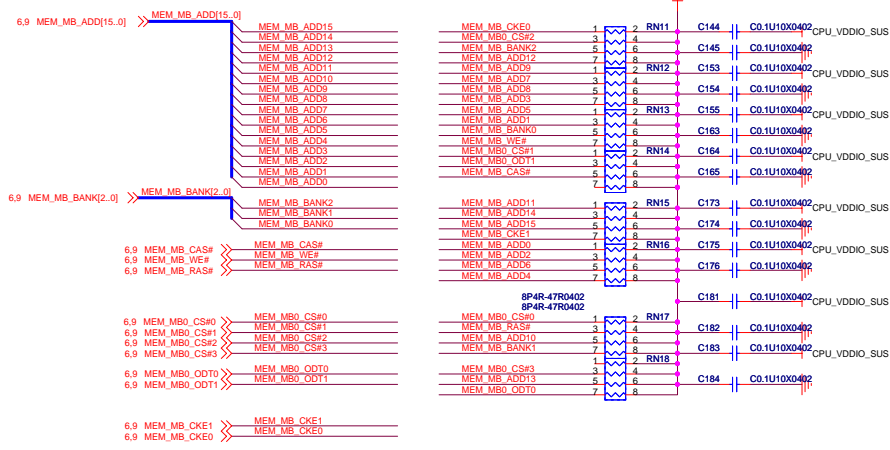 6,9 MEM_MB_ADD[15..0]
MEM_MB_ADD[15..0]
MEM_MB_ADD15
MEM_MB_ADD14
MEM_MB_ADD13
MEM_MB_ADD12
MEM_MB_ADD11
MEM_MB_ADD10
MEM_MB_ADD9
MEM_MB_ADD8
MEM_MB_ADD7
MEM_MB_ADD6
MEM_MB_ADD5
MEM_MB_ADD4
MEM_MB_ADD3
MEM_MB_ADD2
MEM_MB_ADD1
MEM_MB_ADD0
6,9 MEM_MB_BANK[2..0]
MEM_MB_BANK[2..0]
MEM_MB_BANK2
MEM_MB_BANK1
MEM_MB_BANK0
6,9 MEM_MB_CAS# MEM_MB_CAS#
6,9 MEM_MB_WE# MEM_MB_WE#
6,9 MEM_MB_RAS# MEM_MB_RAS#
6,9 MEM_MB0_CS#0 MEM_MB0_CS#0
6,9 MEM_MB0_CS#1 MEM_MB0_CS#1
6,9 MEM_MB0_CS#2 MEM_MB0_CS#2
6,9 MEM_MB0_CS#3 MEM_MB0_CS#3
6,9 MEM_MB0_ODT0 MEM_MB0_ODT0
6,9 MEM_MB0_ODT1 MEM_MB0_ODT1
6,9 MEM_MB_CKE1 MEM_MB_CKE1
6,9 MEM_MB_CKE0 MEM_MB_CKE0
MEM_MB_CKE0 1 2 RN11
MEM_MB0_CS#2 3 4
MEM_MB_BANK2 5 6
MEM_MB_ADD12 7 8
MEM_MB_ADD9 1 2 RN12
MEM_MB_ADD7 3 4
MEM_MB_ADD8 5 6
MEM_MB_ADD3 7 8
MEM_MB_ADD5 1 2 RN13
MEM_MB_ADD1 3 4
MEM_MB_BANK0 5 6
MEM_MB_WE# 7 8
MEM_MB0_CS#1 1 2 RN14
MEM_MB0_ODT1 3 4
MEM_MB_CAS# 5 6
7 8
MEM_MB_ADD11 1 2 RN15
MEM_MB_ADD14 3 4
MEM_MB_ADD15 5 6
MEM_MB_CKE1 7 8
MEM_MB_ADD0 1 2 RN16
MEM_MB_ADD2 3 4
MEM_MB_ADD6 5 6
MEM_MB_ADD4 7 8
8P4R-47R0402
8P4R-47R0402
MEM_MB0_CS#0 1 2 RN17
MEM_MB_RAS# 3 4
MEM_MB_ADD10 5 6
MEM_MB_BANK1 7 8
1 2 RN18
MEM_MB0_CS#3 3 4
MEM_MB_ADD13 5 6
MEM_MB0_ODT0 7 8
C144 C0.1U10X0402 CPU_VDDIO_SUS
C145 C0.1U10X0402
C153 C0.1U10X0402 CPU_VDDIO_SUS
C154 C0.1U10X0402
C155 C0.1U10X0402 CPU_VDDIO_SUS
C163 C0.1U10X0402
C164 C0.1U10X0402 CPU_VDDIO_SUS
C165 C0.1U10X0402
C173 C0.1U10X0402 CPU_VDDIO_SUS
C174 C0.1U10X0402
C175 C0.1U10X0402 CPU_VDDIO_SUS
C176 C0.1U10X0402
C181 C0.1U10X0402 CPU_VDDIO_SUS
C182 C0.1U10X0402
C183 C0.1U10X0402 CPU_VDDIO_SUS
C184 C0.1U10X0402